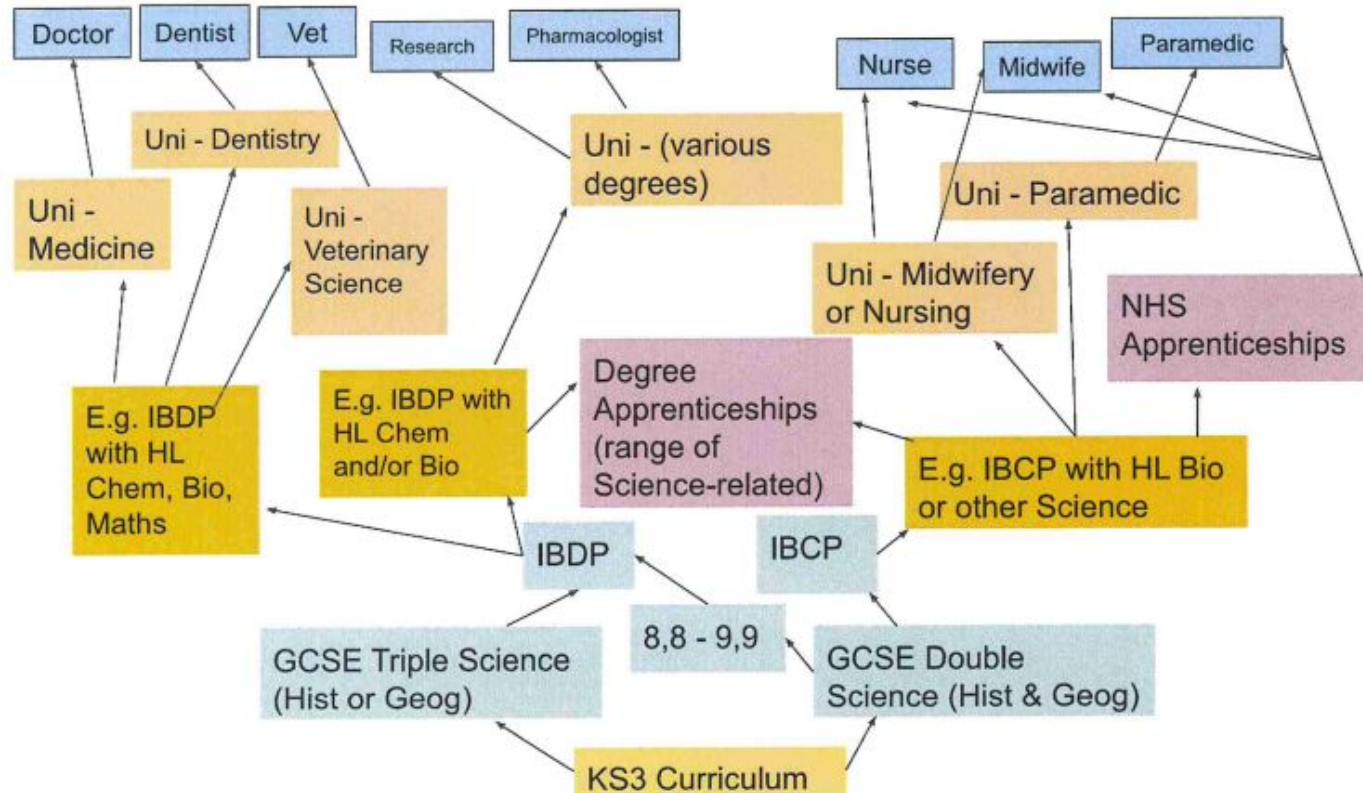 Doctor
Dentist
Vet
Research
Pharmacologist
Nurse
Midwife
Paramedic
Uni - Dentistry
Uni - (various
degrees)
Uni -
Medicine
Uni -
Veterinary
Science
Uni - Paramedic
Uni - Midwifery
or Nursing
NHS
Apprenticeships
E.g. IBDP
with HL
Chem, Bio,
Maths
E.g. IBDP with
HL Chem
and/or Bio
Degree
Apprenticeships
(range of
Science-related)
E.g. IBCP with HL Bio
or other Science
IBDP
IBCP
8,8 - 9,9
GCSE Triple Science
(Hist or Geog)
GCSE Double
Science (Hist & Geog)
KS3 Curriculum